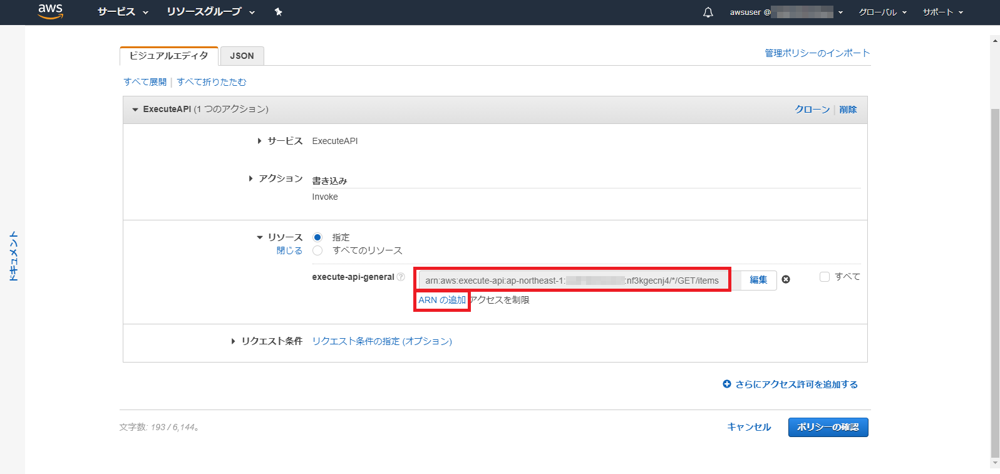 aws サービス リソースグループ awsuser @ グローバル サポート
ビジュアルエディタ JSON 管理ポリシーのインポート
すべて展開 | すべて折りたたむ
ExecuteAPI (1 つのアクション) クローン | 削除
サービス ExecuteAPI
アクション 書き込み
Invoke
リソース 指定
閉じる すべてのリソース
execute-api-general ? arn:aws:execute-api:ap-northeast-1: :nf3kgecnj4/*/GET/items 編集 すべて
ARN の追加 アクセスを制限
リクエスト条件 リクエスト条件の指定 (オプション)
さらにアクセス許可を追加する
文字数: 193 / 6,144。 キャンセル ポリシーの確認
ドキュメント